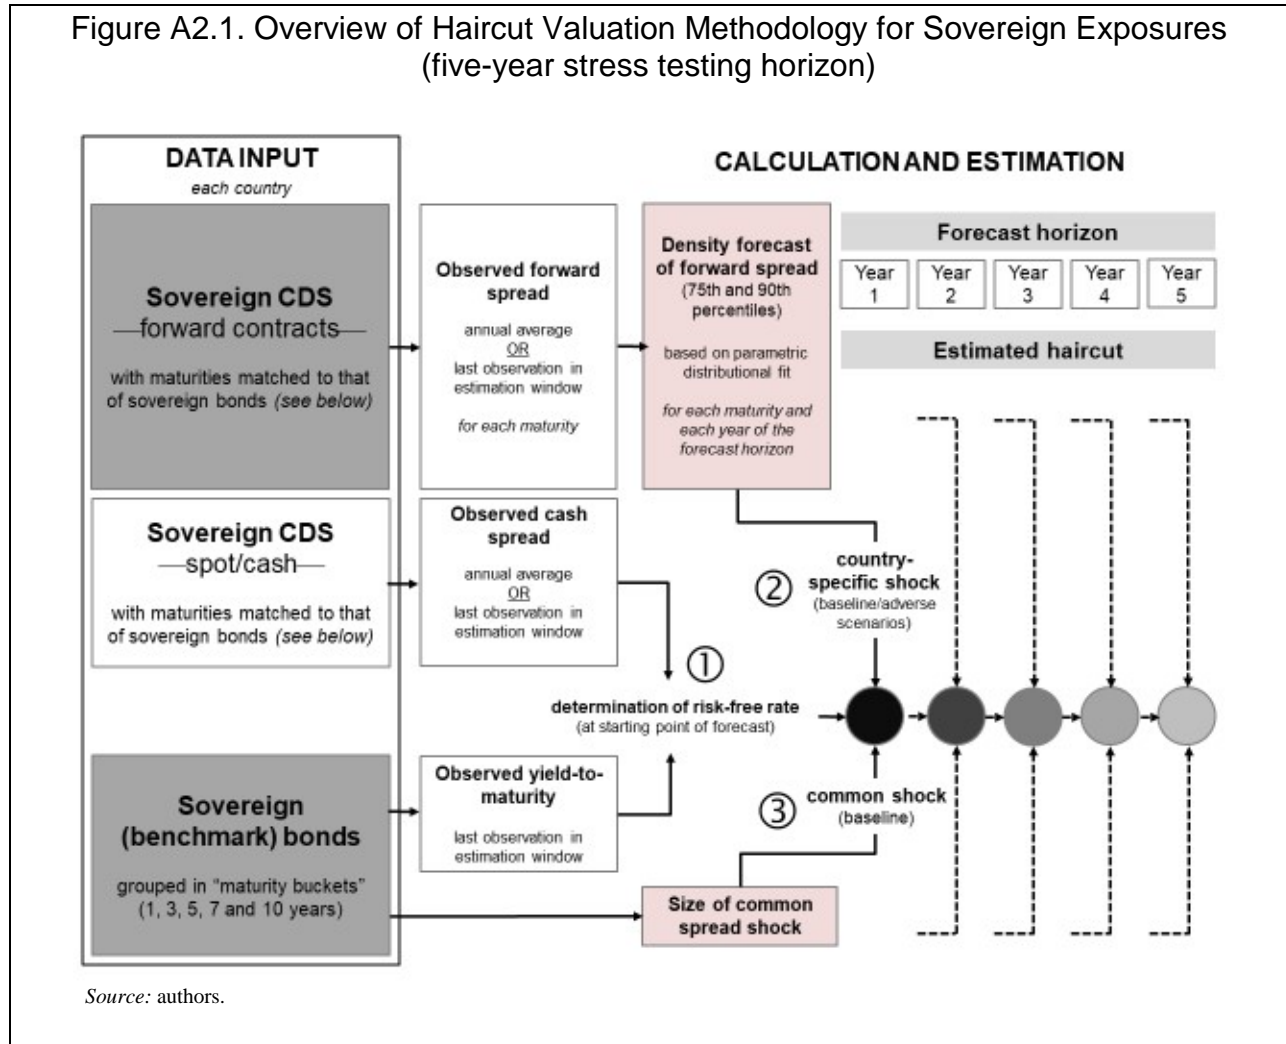 Figure A2.1. Overview of Haircut Valuation Methodology for Sovereign Exposures
(five-year stress testing horizon)
DATA INPUT
each country
CALCULATION AND ESTIMATION
Sovereign CDS
forward contracts
with maturities matched to that
of sovereign bonds (see below)
Observed forward
spread
annual average
OR
last observation in
estimation window
for each maturity
Density forecast
of forward spread
(75th and 90th
percentiles)
based on parametric
distributional fit
for each maturity and
each year of the
forecast horizon
Forecast horizon
Year
1
Year
2
Year
3
Year
4
Year
5
Estimated haircut
Sovereign CDS
spot/cash
with maturities matched to that
of sovereign bonds (see below)
Observed cash
spread
annual average
OR
last observation in
estimation window
②
country-
specific shock
(baseline/adverse
scenarios)
①
determination of risk-free rate
(at starting point of forecast)
Sovereign
(benchmark) bonds
grouped in “maturity buckets”
(1, 3, 5, 7 and 10 years)
Observed yield-to-
maturity
last observation in
estimation window
③
common shock
(baseline)
Size of common
spread shock
Source: authors.